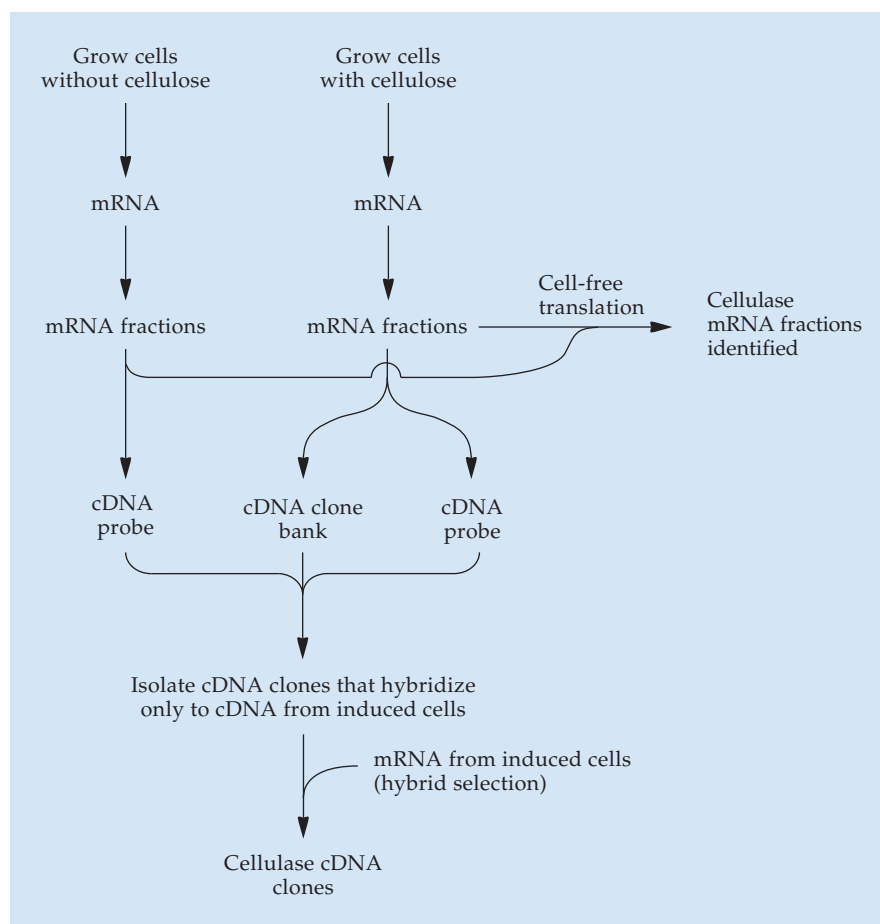 Grow cells
without cellulose
Grow cells
with cellulose
mRNA
mRNA
mRNA fractions
mRNA fractions
Cell-free
translation
Cellulase
mRNA fractions
identified
cDNA
probe
cDNA clone
bank
cDNA
probe
Isolate cDNA clones that hybridize
only to cDNA from induced cells
mRNA from induced cells
(hybrid selection)
Cellulase cDNA
clones